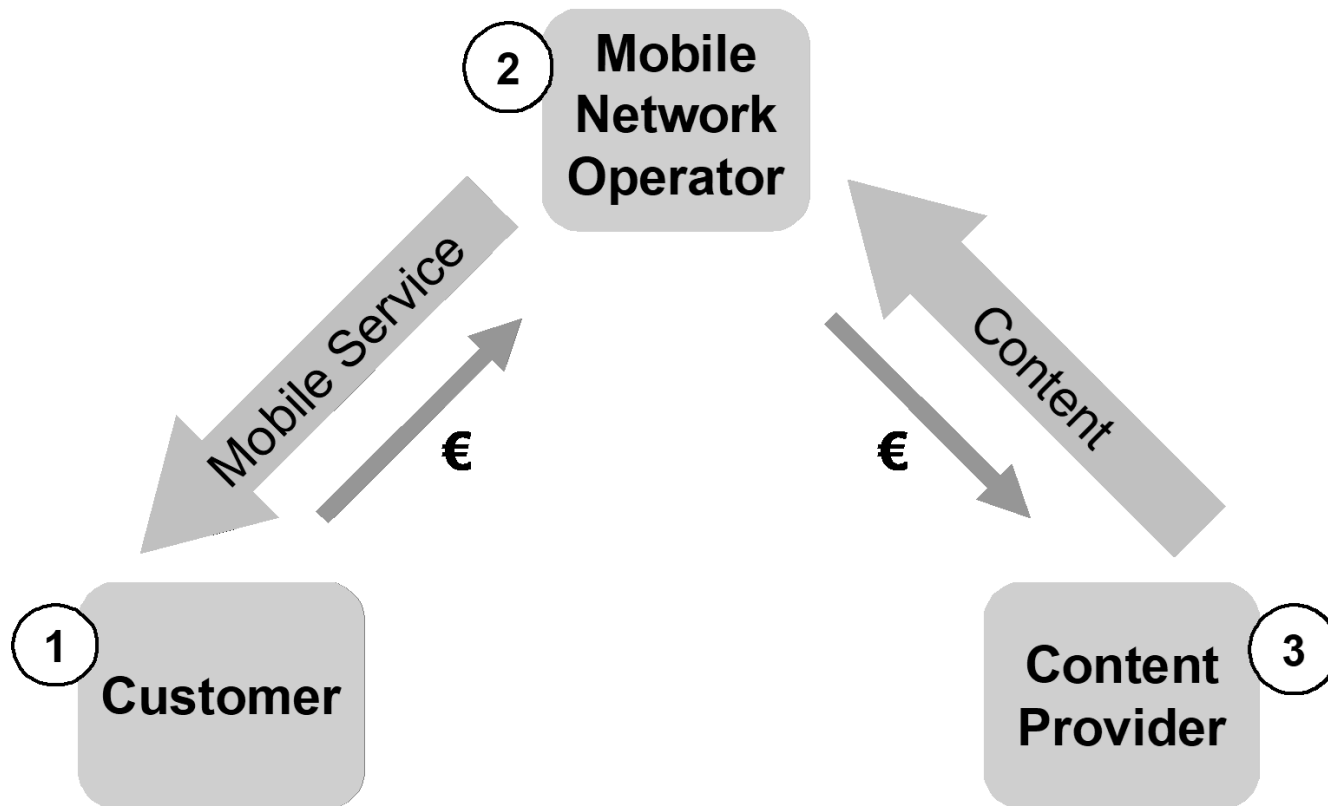 2
Mobile
Network
Operator
Mobile Service
€
€
Content
1
Customer
Content
Provider
3